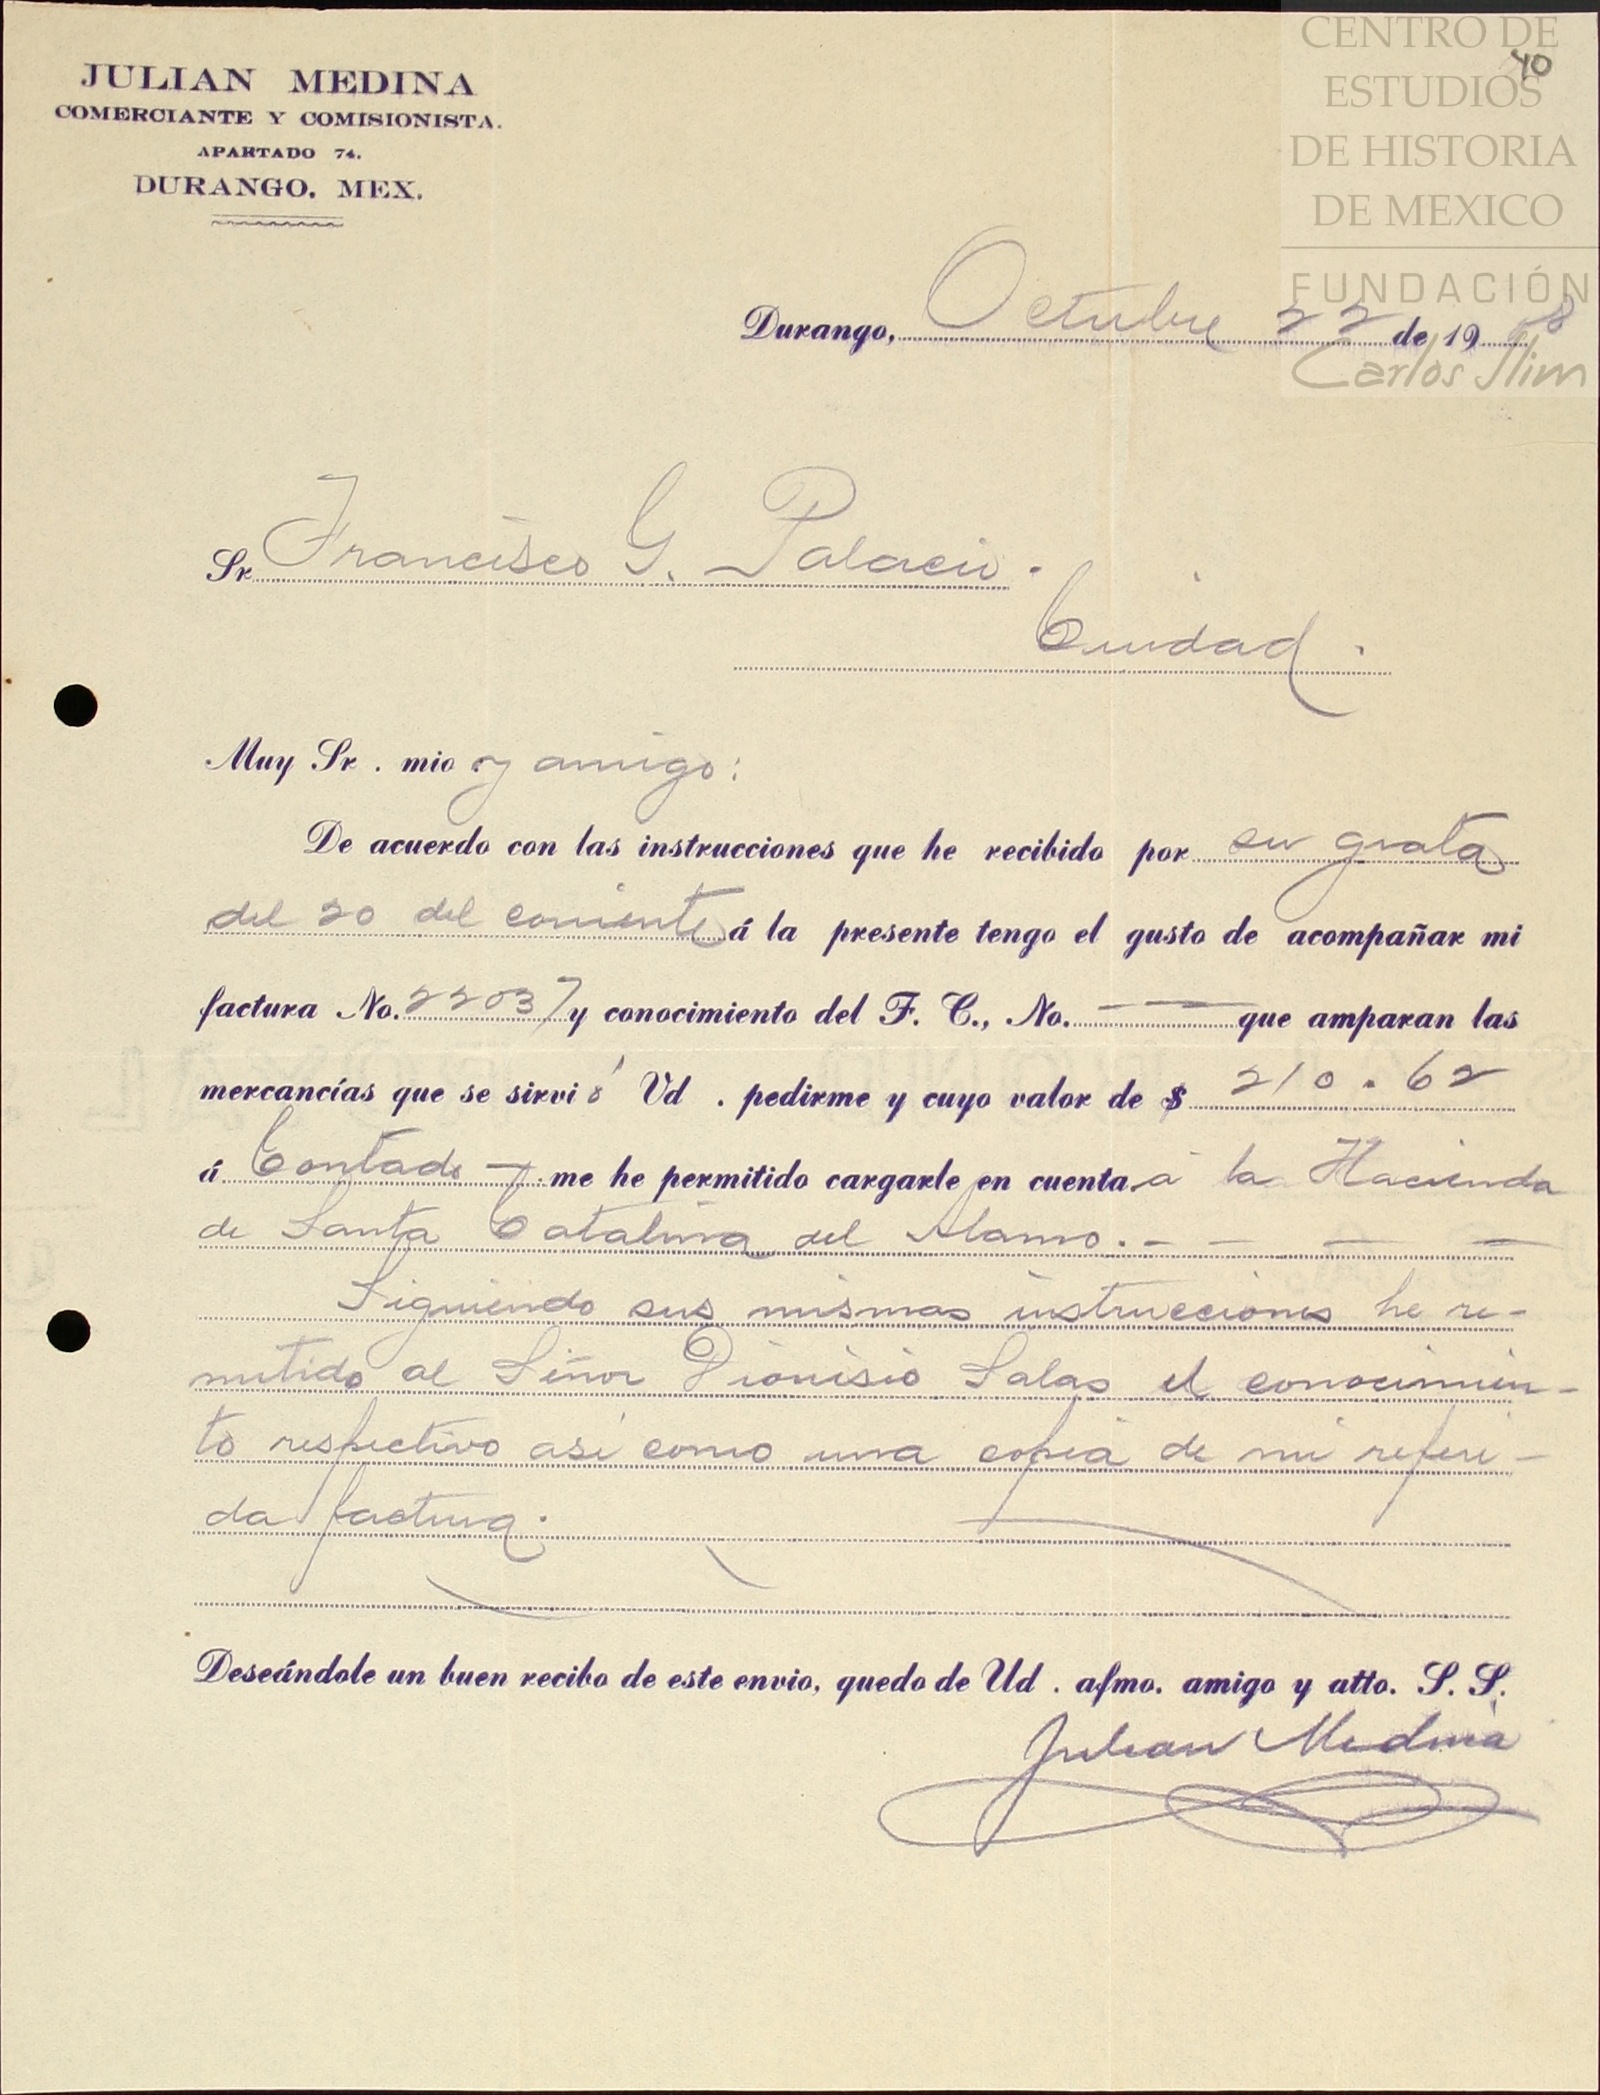 CENTRO DE
ESTUDIOS
DE HISTORIA
DE MEXICO
FUNDACIÓN
Carlos Slim
40
JULIAN MEDINA
COMERCIANTE Y COMISIONISTA.
APARTADO 74.
DURANGO, MEX.
Durango, Octubre 22 de 19
Sr Francisco G. Palacio.
Ciudad.
Muy Sr. mio y amigo:
De acuerdo con las instrucciones que he recibido por su grata
del 20 del corriente á la presente tengo el gusto de acompañar mi
factura No. 22037 y conocimiento del F. C., No. —— que amparan las
mercancías que se sirvió Vd. pedirme y cuyo valor de $ 210.62
á Contado — me he permitido cargarle en cuenta á la Hacienda
de Santa Catalina del Alamo. — — — —
Siguiendo sus mismas instrucciones he re-
mitido al Señor Dionisio Salas el conocimien-
to respectivo asi como una copia de mi referi-
da factura.
Deseándole un buen recibo de este envio, quedo de Ud. afmo. amigo y atto. S. S.
Julian Medina